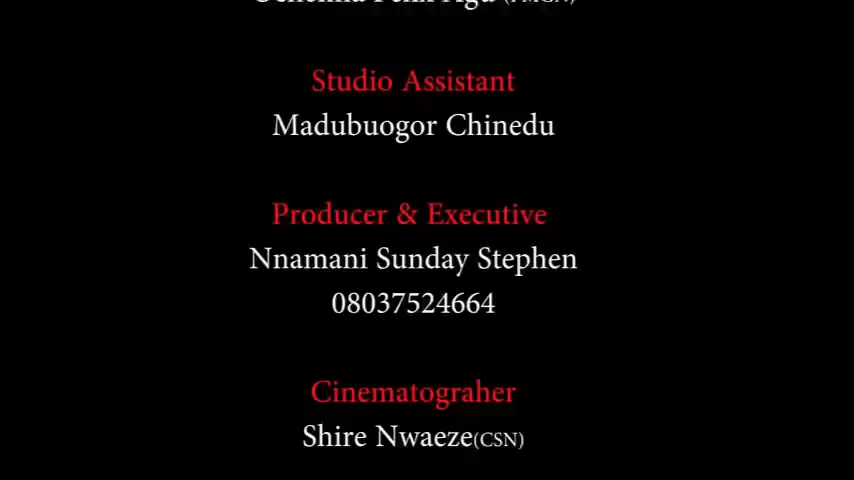 Studio Assistant
Madubuogor Chinedu
Producer & Executive
Nnamani Sunday Stephen
08037524664
Cinematograher
Shire Nwaeze(CSN)